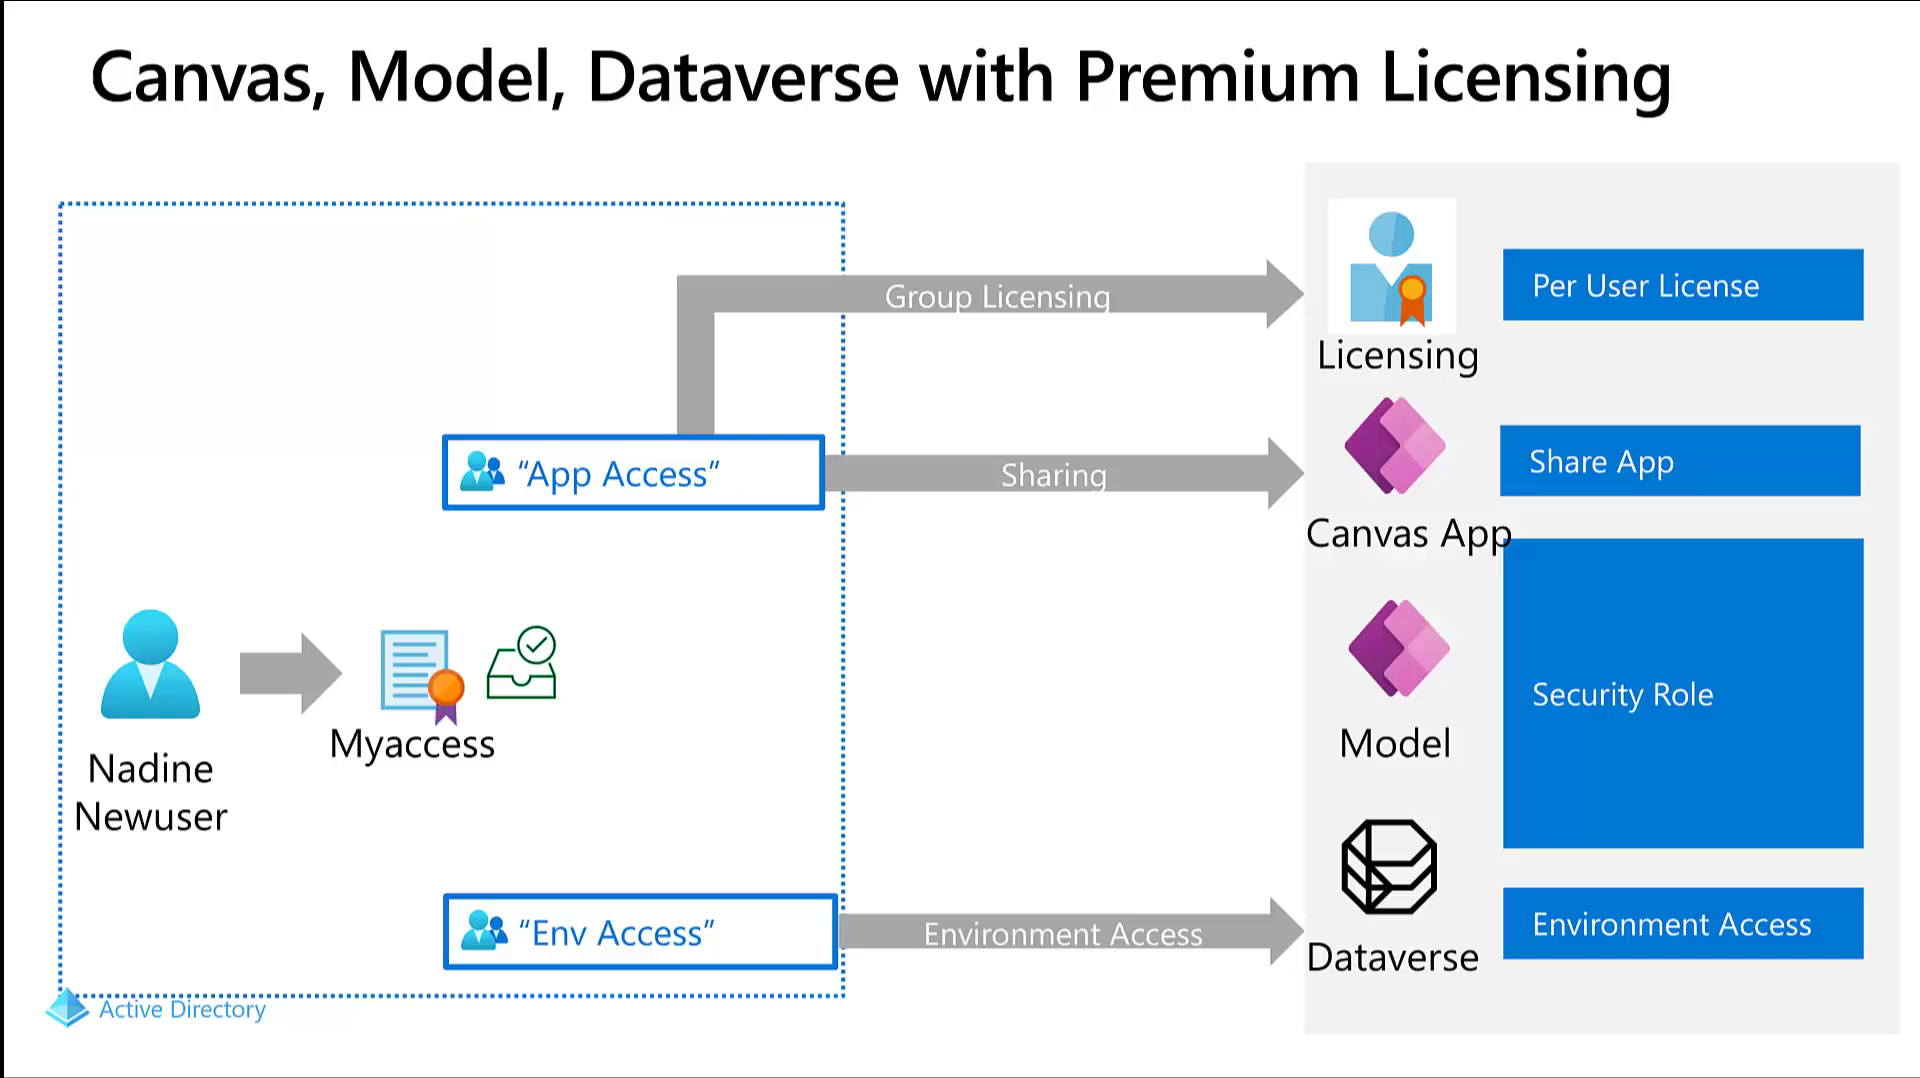 Canvas, Model, Dataverse with Premium Licensing
Group Licensing
Per User License
Licensing
“App Access”
Sharing
Share App
Canvas App
Security Role
Myaccess
Model
Nadine
Newuser
“Env Access”
Environment Access
Environment Access
Dataverse
Active Directory